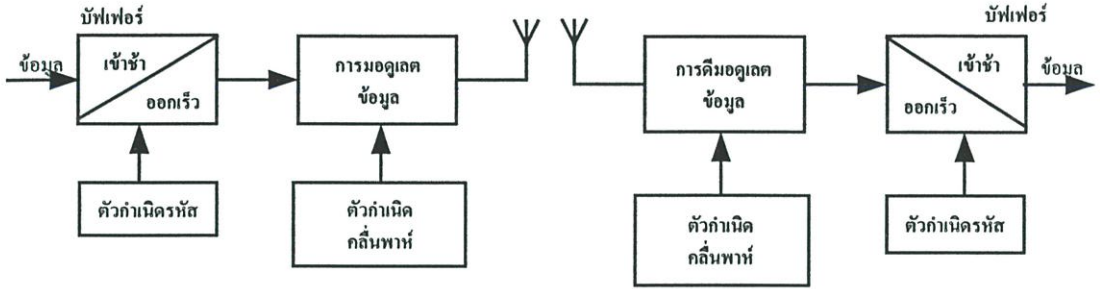 บัฟเฟอร์
ข้อมูล
เข้าช้า
ออกเร็ว
ตัวกำเนิดรหัส
การมอดูเลต
ข้อมูล
ตัวกำเนิด
คลื่นพาห์
การดีมอดูเลต
ข้อมูล
ตัวกำเนิด
คลื่นพาห์
บัฟเฟอร์
เข้าช้า
ออกเร็ว
ข้อมูล
ตัวกำเนิดรหัส